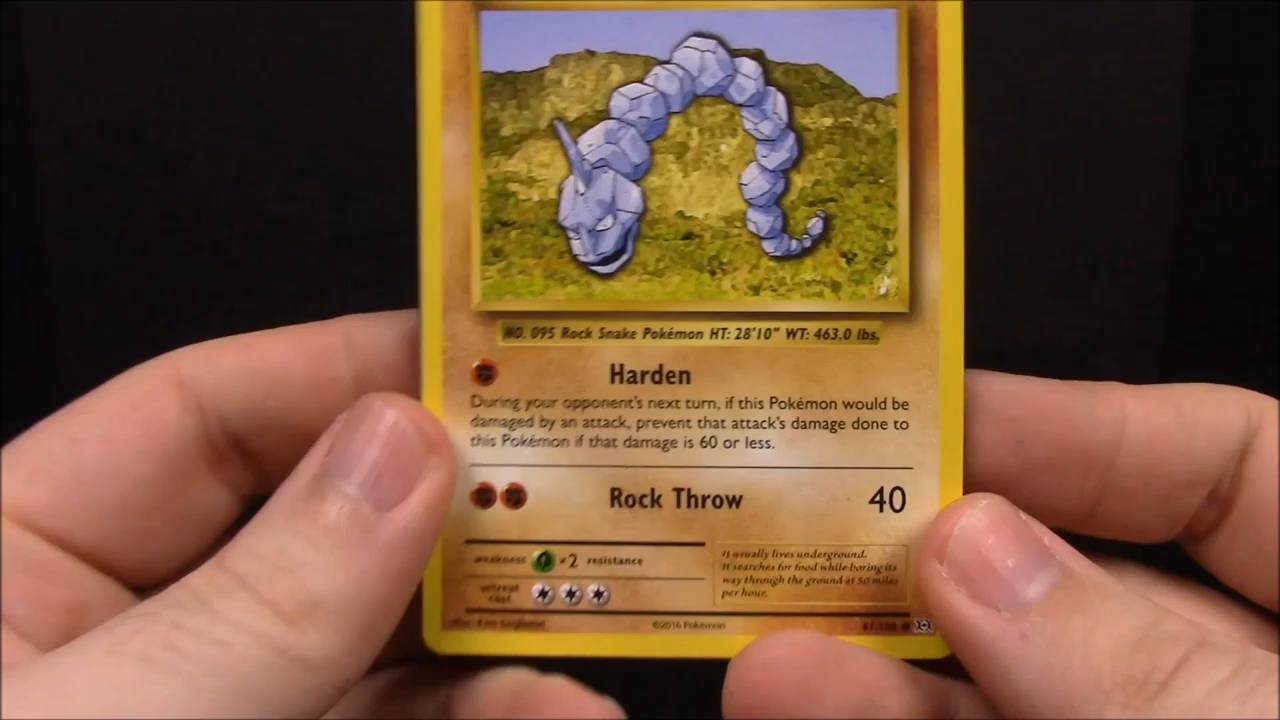 NO. 095 Rock Snake Pokémon HT: 28'10" WT: 463.0 lbs.
Harden
During your opponent's next turn, if this Pokémon would be
damaged by an attack, prevent that attack's damage done to
this Pokémon if that damage is 60 or less.
Rock Throw 40
weakness ×2 resistance
retreat
cost
It usually lives underground.
It searches for food while boring its
way through the ground at 50 miles
per hour.
©2016 Pokémon